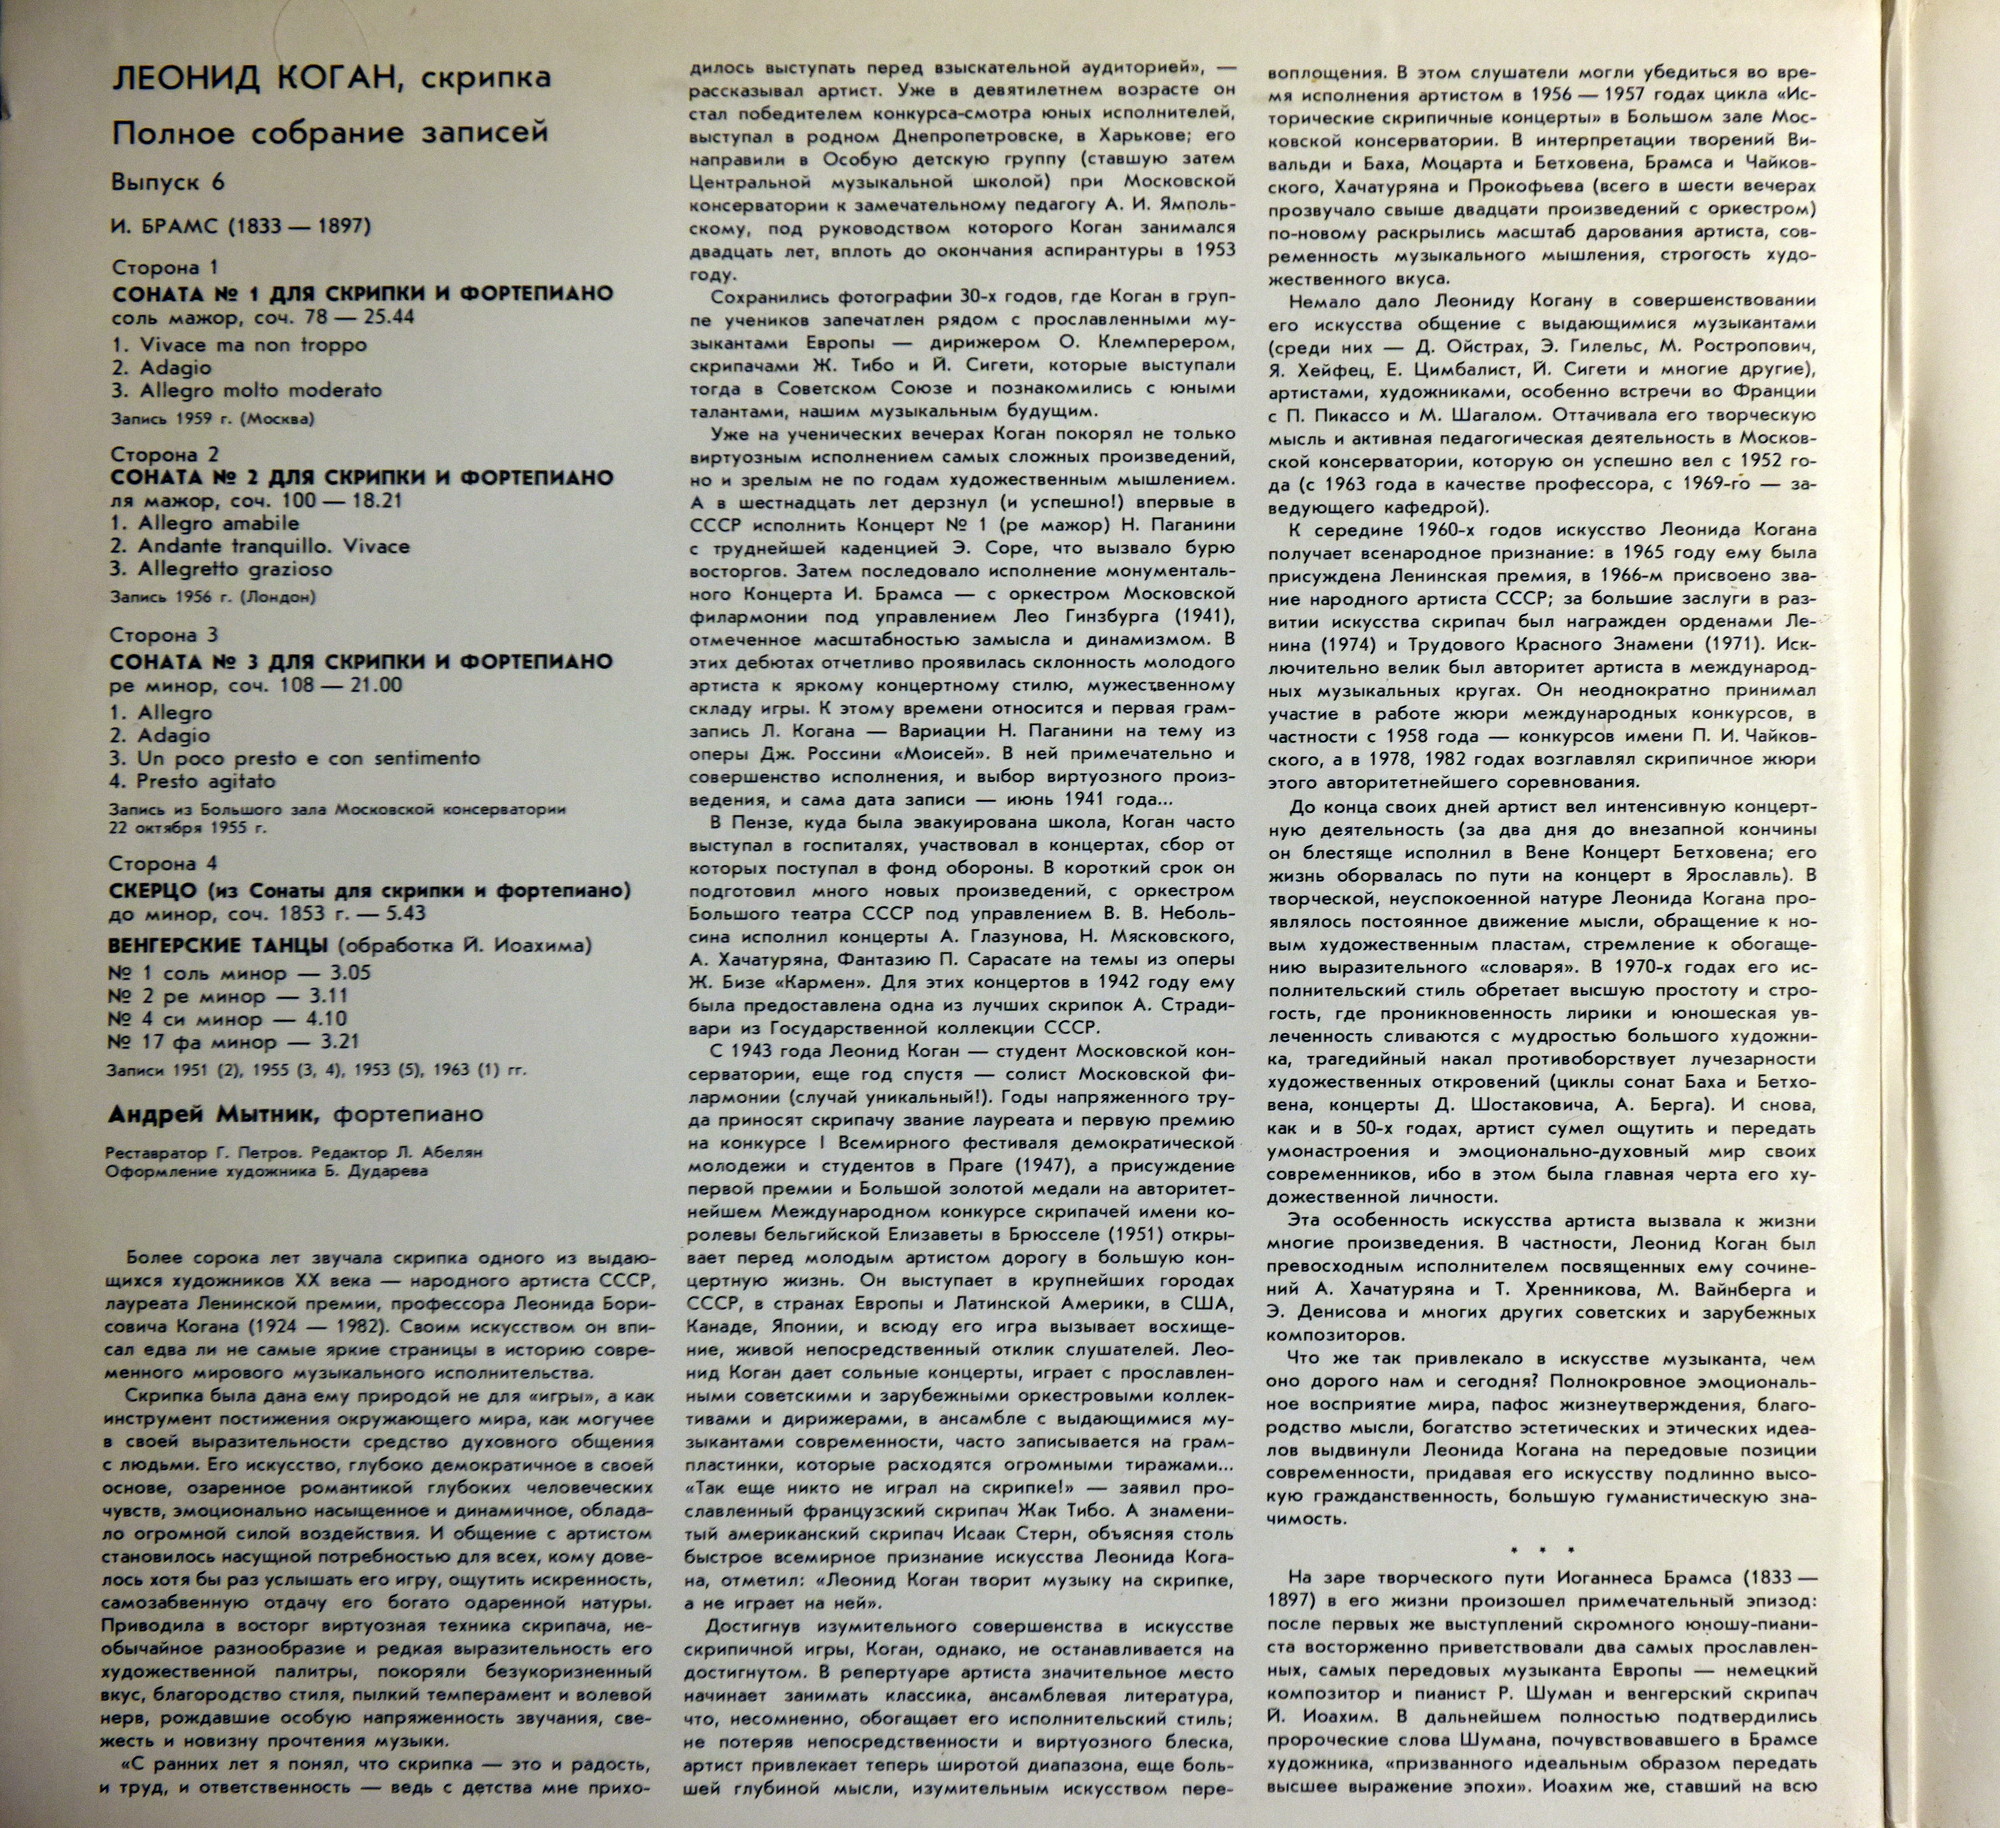 ЛЕОНИД КОГАН, скрипка
Полное собрание записей
Выпуск 6
И. БРАМС (1833 — 1897)
Сторона 1
СОНАТА № 1 ДЛЯ СКРИПКИ И ФОРТЕПИАНО
соль мажор, соч. 78 — 25.44
1. Vivace ma non troppo
2. Adagio
3. Allegro molto moderato
Запись 1959 г. (Москва)
Сторона 2
СОНАТА № 2 ДЛЯ СКРИПКИ И ФОРТЕПИАНО
ля мажор, соч. 100 — 18.21
1. Allegro amabile
2. Andante tranquillo. Vivace
3. Allegretto grazioso
Запись 1956 г. (Лондон)
Сторона 3
СОНАТА № 3 ДЛЯ СКРИПКИ И ФОРТЕПИАНО
ре минор, соч. 108 — 21.00
1. Allegro
2. Adagio
3. Un poco presto e con sentimento
4. Presto agitato
Запись из Большого зала Московской консерватории
22 октября 1955 г.
Сторона 4
СКЕРЦО (из Сонаты для скрипки и фортепиано)
до минор, соч. 1853 г. — 5.43
ВЕНГЕРСКИЕ ТАНЦЫ (обработка Й. Иоахима)
№ 1 соль минор — 3.05
№ 2 ре минор — 3.11
№ 4 си минор — 4.10
№ 17 фа минор — 3.21
Записи 1951 (2), 1955 (3, 4), 1953 (5), 1963 (1) гг.
Андрей Мытник, фортепиано
Реставратор Г. Петров. Редактор Л. Абелян
Оформление художника Б. Дударева
Более сорока лет звучала скрипка одного из выдаю-
щихся художников XX века — народного артиста СССР,
лауреата Ленинской премии, профессора Леонида Бори-
совича Когана (1924 — 1982). Своим искусством он впи-
сал едва ли не самые яркие страницы в историю совре-
менного мирового музыкального исполнительства.
Скрипка была дана ему природой не для «игры», а как
инструмент постижения окружающего мира, как могучее
в своей выразительности средство духовного общения
с людьми. Его искусство, глубоко демократичное в своей
основе, озаренное романтикой глубоких человеческих
чувств, эмоционально насыщенное и динамичное, облада-
ло огромной силой воздействия. И общение с артистом
становилось насущной потребностью для всех, кому дове-
лось хотя бы раз услышать его игру, ощутить искренность,
самозабвенную отдачу его богато одаренной натуры.
Приводила в восторг виртуозная техника скрипача, не-
обычайное разнообразие и редкая выразительность его
художественной палитры, покоряли безукоризненный
вкус, благородство стиля, пылкий темперамент и волевой
нерв, рождавшие особую напряженность звучания, све-
жесть и новизну прочтения музыки.
«С ранних лет я понял, что скрипка — это и радость,
и труд, и ответственность — ведь с детства мне прихо-
дилось выступать перед взыскательной аудиторией», —
рассказывал артист. Уже в девятилетнем возрасте он
стал победителем конкурса-смотра юных исполнителей,
выступал в родном Днепропетровске, в Харькове; его
направили в Особую детскую группу (ставшую затем
Центральной музыкальной школой) при Московской
консерватории к замечательному педагогу А. И. Ямполь-
скому, под руководством которого Коган занимался
двадцать лет, вплоть до окончания аспирантуры в 1953
году.
Сохранились фотографии 30-х годов, где Коган в груп-
пе учеников запечатлен рядом с прославленными му-
зыкантами Европы — дирижером О. Клемперером,
скрипачами Ж. Тибо и Й. Сигети, которые выступали
тогда в Советском Союзе и познакомились с юными
талантами, нашим музыкальным будущим.
Уже на ученических вечерах Коган покорял не только
виртуозным исполнением самых сложных произведений,
но и зрелым не по годам художественным мышлением.
А в шестнадцать лет дерзнул (и успешно!) впервые в
СССР исполнить Концерт № 1 (ре мажор) Н. Паганини
с труднейшей каденцией Э. Соре, что вызвало бурю
восторгов. Затем последовало исполнение монументаль-
ного Концерта И. Брамса — с оркестром Московской
филармонии под управлением Лео Гинзбурга (1941),
отмеченное масштабностью замысла и динамизмом. В
этих дебютах отчетливо проявилась склонность молодого
артиста к яркому концертному стилю, мужественному
складу игры. К этому времени относится и первая грам-
запись Л. Когана — Вариации Н. Паганини на тему из
оперы Дж. Россини «Моисей». В ней примечательно и
совершенство исполнения, и выбор виртуозного произ-
ведения, и сама дата записи — июнь 1941 года...
В Пензе, куда была эвакуирована школа, Коган часто
выступал в госпиталях, участвовал в концертах, сбор от
которых поступал в фонд обороны. В короткий срок он
подготовил много новых произведений, с оркестром
Большого театра СССР под управлением В. В. Неболь-
сина исполнил концерты А. Глазунова, Н. Мясковского,
А. Хачатуряна, Фантазию П. Сарасате на темы из оперы
Ж. Бизе «Кармен». Для этих концертов в 1942 году ему
была предоставлена одна из лучших скрипок А. Стради-
вари из Государственной коллекции СССР.
С 1943 года Леонид Коган — студент Московской кон-
серватории, еще год спустя — солист Московской фи-
лармонии (случай уникальный!). Годы напряженного тру-
да приносят скрипачу звание лауреата и первую премию
на конкурсе I Всемирного фестиваля демократической
молодежи и студентов в Праге (1947), а присуждение
первой премии и Большой золотой медали на авторитет-
нейшем Международном конкурсе скрипачей имени ко-
ролевы бельгийской Елизаветы в Брюсселе (1951) откры-
вает перед молодым артистом дорогу в большую кон-
цертную жизнь. Он выступает в крупнейших городах
СССР, в странах Европы и Латинской Америки, в США,
Канаде, Японии, и всюду его игра вызывает восхище-
ние, живой непосредственный отклик слушателей. Лео-
нид Коган дает сольные концерты, играет с прославлен-
ными советскими и зарубежными оркестровыми коллек-
тивами и дирижерами, в ансамбле с выдающимися му-
зыкантами современности, часто записывается на грам-
пластинки, которые расходятся огромными тиражами...
«Так еще никто не играл на скрипке!» — заявил про-
славленный французский скрипач Жак Тибо. А знамени-
тый американский скрипач Исаак Стерн, объясняя столь
быстрое всемирное признание искусства Леонида Кога-
на, отметил: «Леонид Коган творит музыку на скрипке,
а не играет на ней».
Достигнув изумительного совершенства в искусстве
скрипичной игры, Коган, однако, не останавливается на
достигнутом. В репертуаре артиста значительное место
начинает занимать классика, ансамблевая литература,
что, несомненно, обогащает его исполнительский стиль;
не потеряв непосредственности и виртуозного блеска,
артист привлекает теперь широтой диапазона, еще боль-
шей глубиной мысли, изумительным искусством пере-
воплощения. В этом слушатели могли убедиться во вре-
мя исполнения артистом в 1956 — 1957 годах цикла «Ис-
торические скрипичные концерты» в Большом зале Мос-
ковской консерватории. В интерпретации творений Ви-
вальди и Баха, Моцарта и Бетховена, Брамса и Чайков-
ского, Хачатуряна и Прокофьева (всего в шести вечерах
прозвучало свыше двадцати произведений с оркестром)
по-новому раскрылись масштаб дарования артиста, сов-
ременность музыкального мышления, строгость худо-
жественного вкуса.
Немало дало Леониду Когану в совершенствовании
его искусства общение с выдающимися музыкантами
(среди них — Д. Ойстрах, Э. Гилельс, М. Ростропович,
Я. Хейфец, Е. Цимбалист, Й. Сигети и многие другие),
артистами, художниками, особенно встречи во Франции
с П. Пикассо и М. Шагалом. Оттачивала его творческую
мысль и активная педагогическая деятельность в Москов-
ской консерватории, которую он успешно вел с 1952 го-
да (с 1963 года в качестве профессора, с 1969-го — за-
ведующего кафедрой).
К середине 1960-х годов искусство Леонида Когана
получает всенародное признание: в 1965 году ему была
присуждена Ленинская премия, в 1966-м присвоено зва-
ние народного артиста СССР; за большие заслуги в раз-
витии искусства скрипач был награжден орденами Ле-
нина (1974) и Трудового Красного Знамени (1971). Иск-
лючительно велик был авторитет артиста в международ-
ных музыкальных кругах. Он неоднократно принимал
участие в работе жюри международных конкурсов, в
частности с 1958 года — конкурсов имени П. И. Чайков-
ского, а в 1978, 1982 годах возглавлял скрипичное жюри
этого авторитетнейшего соревнования.
До конца своих дней артист вел интенсивную концерт-
ную деятельность (за два дня до внезапной кончины
он блестяще исполнил в Вене Концерт Бетховена; его
жизнь оборвалась по пути на концерт в Ярославль). В
творческой, неуспокоенной натуре Леонида Когана про-
являлось постоянное движение мысли, обращение к но-
вым художественным пластам, стремление к обогаще-
нию выразительного «словаря». В 1970-х годах его ис-
полнительский стиль обретает высшую простоту и стро-
гость, где проникновенность лирики и юношеская ув-
леченность сливаются с мудростью большого художни-
ка, трагедийный накал противоборствует лучезарности
художественных откровений (циклы сонат Баха и Бетхо-
вена, концерты Д. Шостаковича, А. Берга). И снова,
как и в 50-х годах, артист сумел ощутить и передать
умонастроения и эмоционально-духовный мир своих
современников, ибо в этом была главная черта его ху-
дожественной личности.
Эта особенность искусства артиста вызвала к жизни
многие произведения. В частности, Леонид Коган был
превосходным исполнителем посвященных ему сочине-
ний А. Хачатуряна и Т. Хренникова, М. Вайнберга и
Э. Денисова и многих других советских и зарубежных
композиторов.
Что же так привлекало в искусстве музыканта, чем
оно дорого нам и сегодня? Полнокровное эмоциональ-
ное восприятие мира, пафос жизнеутверждения, благо-
родство мысли, богатство эстетических и этических идеа-
лов выдвинули Леонида Когана на передовые позиции
современности, придавая его искусству подлинно высо-
кую гражданственность, большую гуманистическую зна-
чимость.
* * *
На заре творческого пути Иоганнеса Брамса (1833 —
1897) в его жизни произошел примечательный эпизод:
после первых же выступлений скромного юношу-пиани-
ста восторженно приветствовали два самых прославлен-
ных, самых передовых музыканта Европы — немецкий
композитор и пианист Р. Шуман и венгерский скрипач
Й. Иоахим. В дальнейшем полностью подтвердились
пророческие слова Шумана, почувствовавшего в Брамсе
художника, «призванного идеальным образом передать
высшее выражение эпохи». Иоахим же, ставший на всю